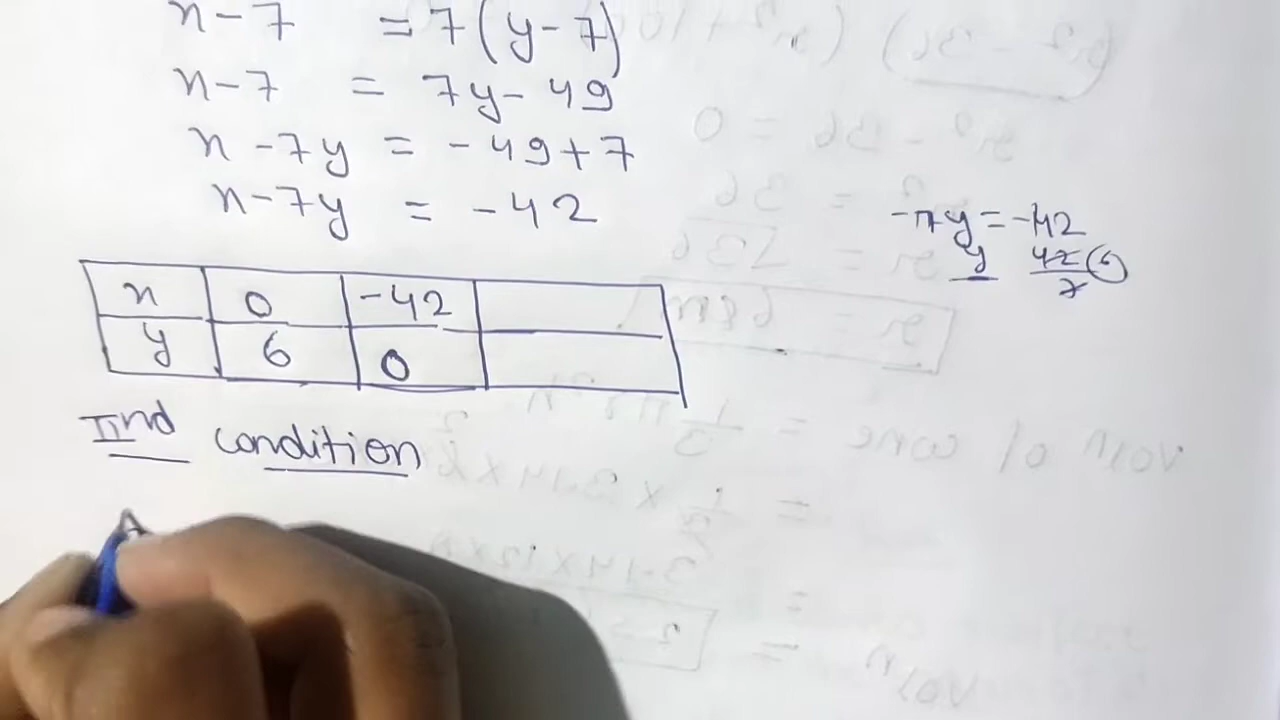 x-7 = 7(y-7)
x-7 = 7y-49
x-7y = -49+7
x-7y = -42
-7y = -42
y 42 6
7
x 0 -42
y 6 0
IInd condition